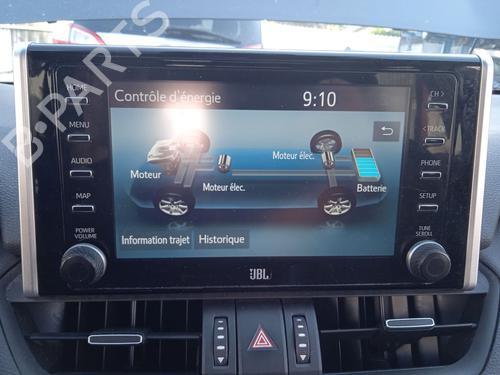 B-PARTS
Contrôle d'énergie 9:10
HOME
CH >
MENU
< TRACK
Moteur élec.
AUDIO
PHONE
Moteur
Moteur élec.
Batterie
MAP
SETUP
POWER
VOLUME
TUNE
SCROLL
Information trajet Historique
JBL